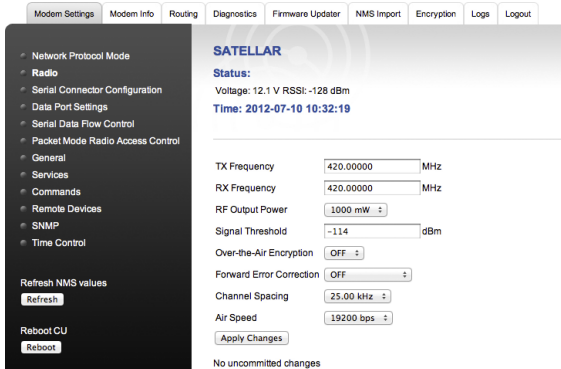 Modem Settings Modem Info Routing Diagnostics Firmware Updater NMS Import Encryption Logs Logout
Network Protocol Mode
Radio
Serial Connector Configuration
Data Port Settings
Serial Data Flow Control
Packet Mode Radio Access Control
General
Services
Commands
Remote Devices
SNMP
Time Control
Refresh NMS values
Refresh
Reboot CU
Reboot
SATELLAR
Status:
Voltage: 12.1 V RSSI: -128 dBm
Time: 2012-07-10 10:32:19
TX Frequency 420.00000 MHz
RX Frequency 420.00000 MHz
RF Output Power 1000 mW
Signal Threshold -114 dBm
Over-the-Air Encryption OFF
Forward Error Correction OFF
Channel Spacing 25.00 kHz
Air Speed 19200 bps
Apply Changes
No uncommitted changes